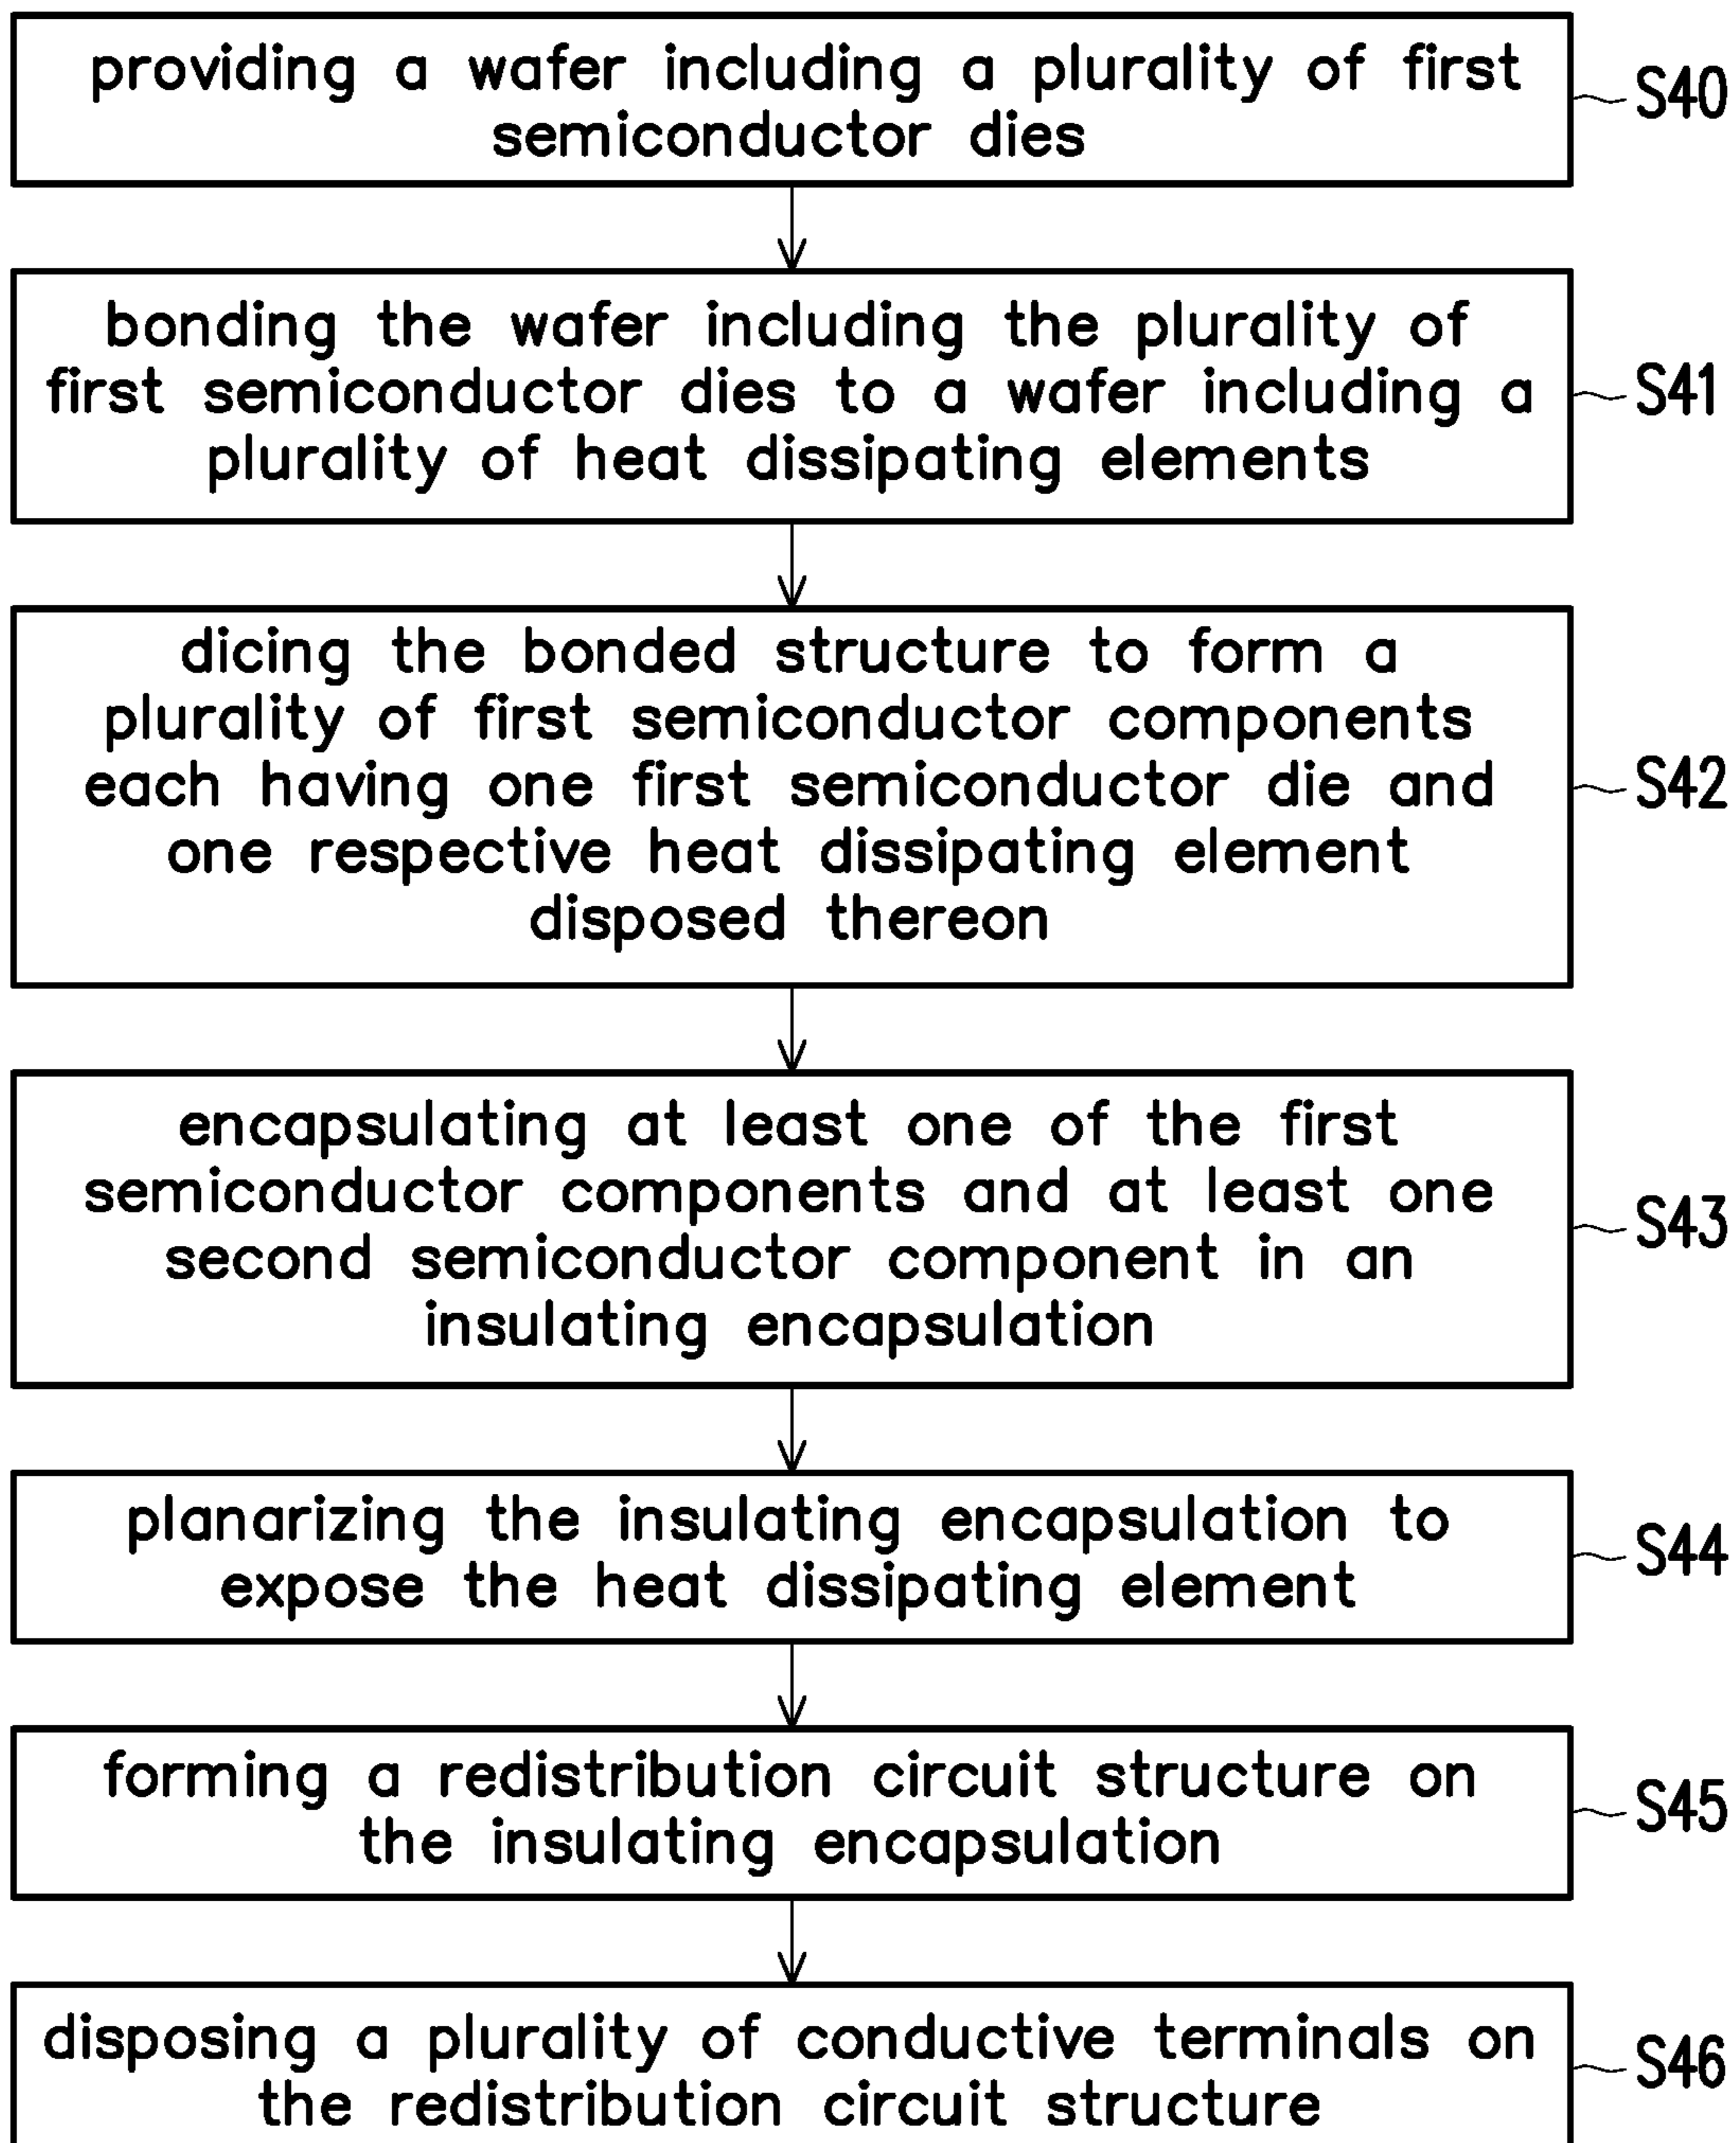 providing a wafer including a plurality of first
semiconductor dies
S40
bonding the wafer including the plurality of
first semiconductor dies to a wafer including a
plurality of heat dissipating elements
S41
dicing the bonded structure to form a
plurality of first semiconductor components
each having one first semiconductor die and
one respective heat dissipating element
disposed thereon
S42
encapsulating at least one of the first
semiconductor components and at least one
second semiconductor component in an
insulating encapsulation
S43
planarizing the insulating encapsulation to
expose the heat dissipating element
S44
forming a redistribution circuit structure on
the insulating encapsulation
S45
disposing a plurality of conductive terminals on
the redistribution circuit structure
S46